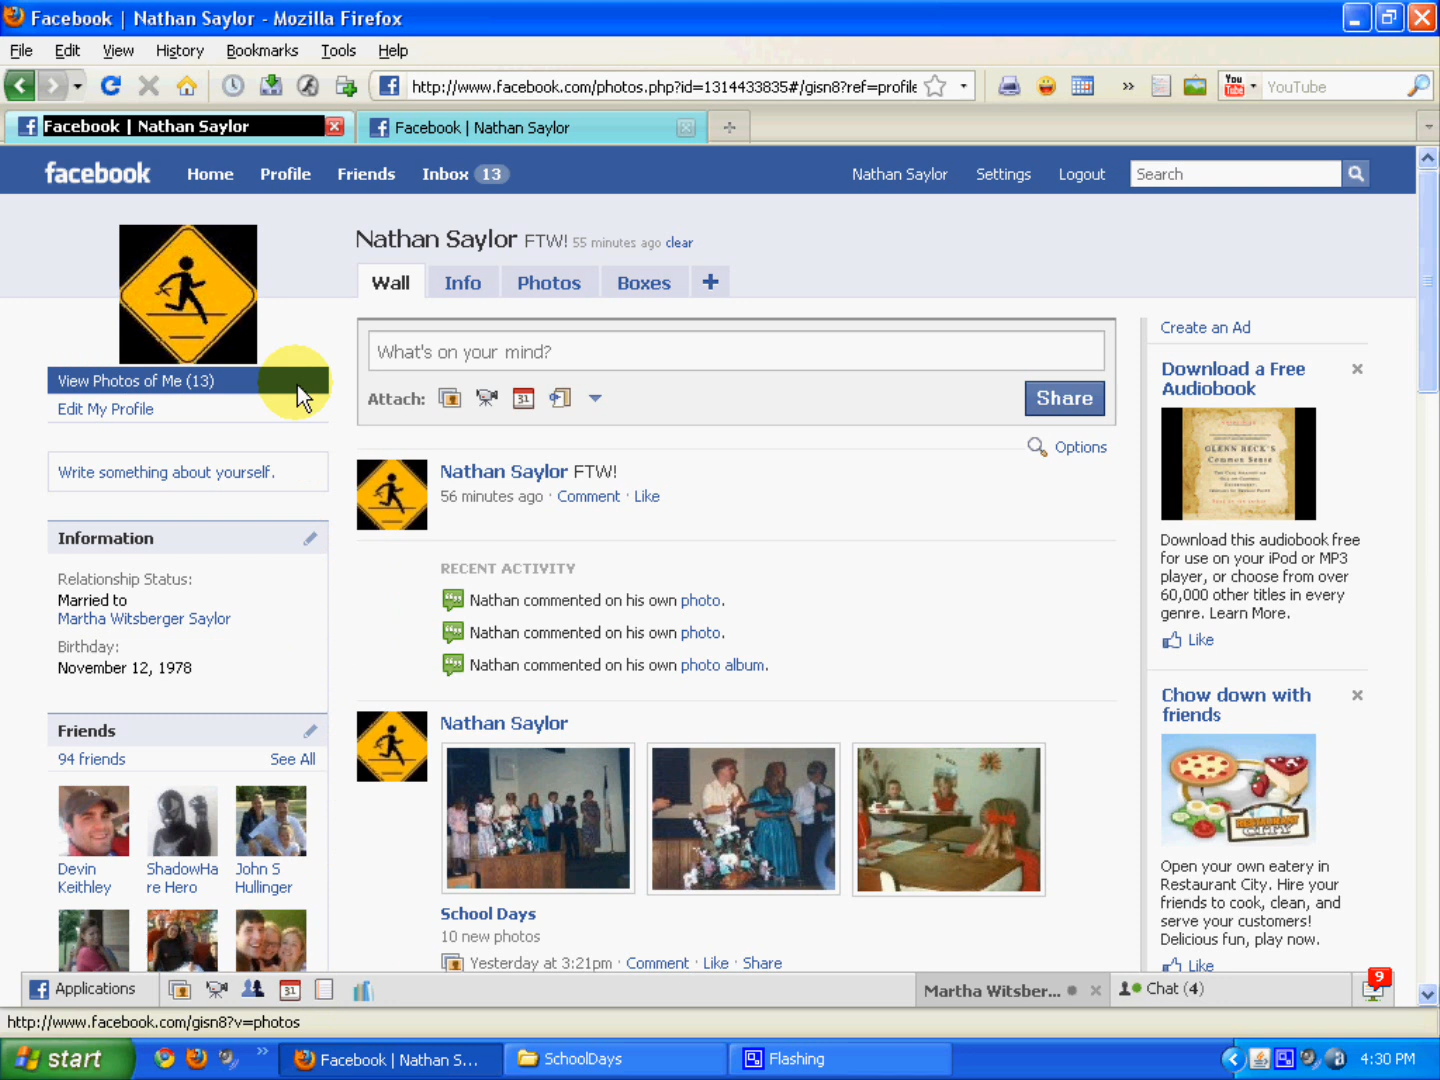 Facebook | Nathan Saylor - Mozilla Firefox
File Edit View History Bookmarks Tools Help
http://www.facebook.com/photos.php?id=1314433835#/gisn8?ref=profile
You Tube YouTube
Facebook | Nathan Saylor
Facebook | Nathan Saylor
facebook Home Profile Friends Inbox 13 Nathan Saylor Settings Logout Search
Nathan Saylor FTW! 55 minutes ago clear
Wall Info Photos Boxes +
View Photos of Me (13)
Edit My Profile
Write something about yourself.
Information
Relationship Status:
Married to
Martha Witsberger Saylor
Birthday:
November 12, 1978
Friends
94 friends See All
Devin Keithley
ShadowHa re Hero
John S Hullinger
What's on your mind?
Attach: 31 Share
Options
Nathan Saylor FTW!
56 minutes ago · Comment · Like
RECENT ACTIVITY
Nathan commented on his own photo.
Nathan commented on his own photo.
Nathan commented on his own photo album.
Nathan Saylor
School Days
10 new photos
Yesterday at 3:21pm · Comment · Like · Share
Create an Ad
Download a Free
Audiobook
GLENN BECK'S
Common Sense
Download this audiobook free
for use on your iPod or MP3
player, or choose from over
60,000 other titles in every
genre. Learn More.
Like
Chow down with
friends
RESTAURANT
CITY
Open your own eatery in
Restaurant City. Hire your
friends to cook, clean, and
serve your customers!
Delicious fun, play now.
Like
Applications 31 Martha Witsber... Chat (4) 9
http://www.facebook.com/gisn8?v=photos
start Facebook | Nathan S... SchoolDays Flashing 4:30 PM